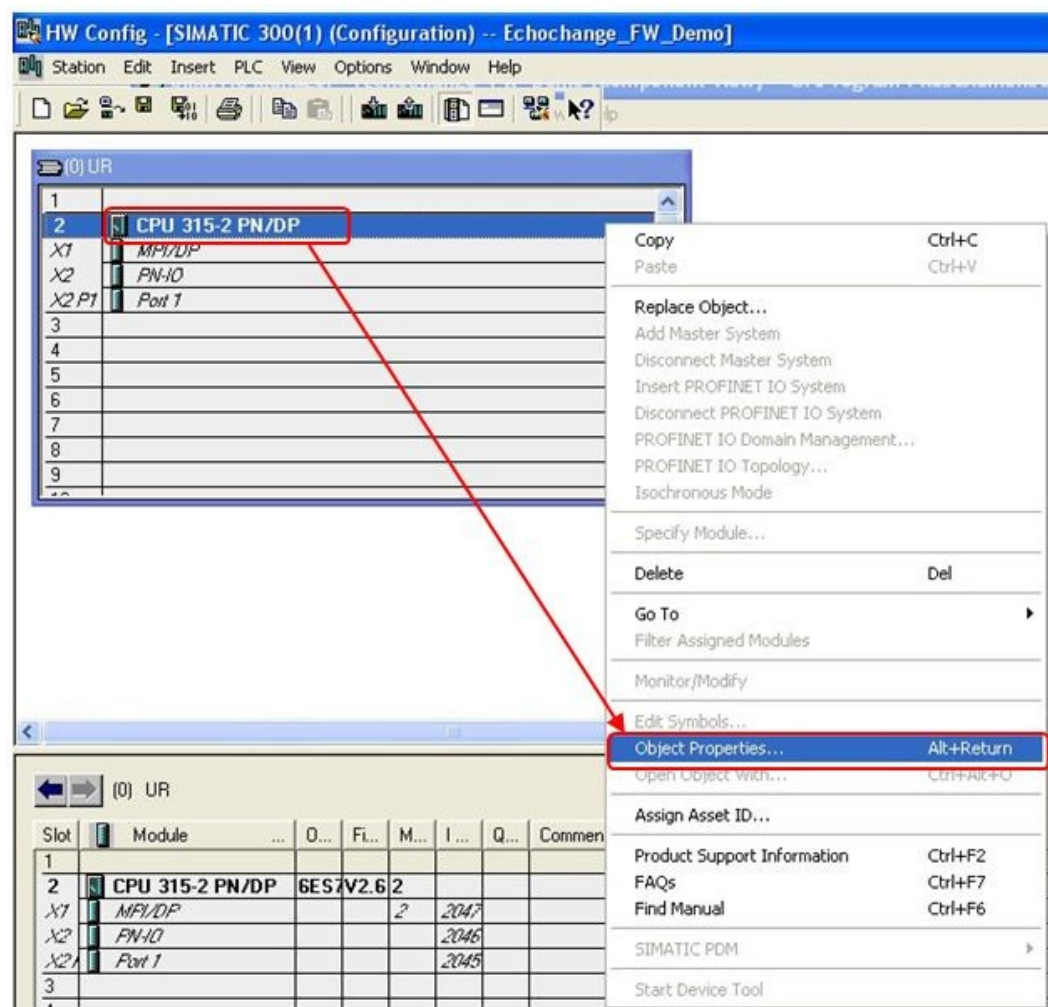 HW Config - [SIMATIC 300(1) (Configuration) -- Echochange_FW_Demo]
Station Edit Insert PLC View Options Window Help
(0) UR
1
2 CPU 315-2 PN/DP
X1 MPI/DP
X2 PN-IO
X2 P1 Port 1
3
4
5
6
7
8
9
Copy Ctrl+C
Paste Ctrl+V
Replace Object...
Add Master System
Disconnect Master System
Insert PROFINET IO System
Disconnect PROFINET IO System
PROFINET IO Domain Management...
PROFINET IO Topology...
Isochronous Mode
Specify Module...
Delete Del
Go To
Filter Assigned Modules
Monitor/Modify
Edit Symbols...
Object Properties... Alt+Return
Open Object With... Ctrl+Alt+O
Assign Asset ID...
Product Support Information Ctrl+F2
FAQs Ctrl+F7
Find Manual Ctrl+F6
SIMATIC PDM
Start Device Tool
(0) UR
Slot Module ... O... Fi... M... I ... Q... Commen
1
2 CPU 315-2 PN/DP 6ES7 V2.6 2
X1 MPI/DP 2 2047
X2 PN-IO 2046
X2 Port 1 2045
3